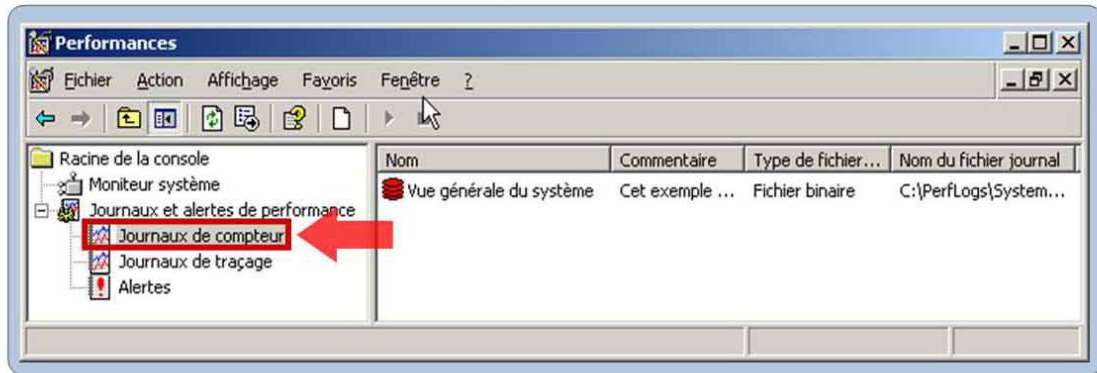 Performances
Fichier Action Affichage Favoris Fenêtre ?
Racine de la console
Moniteur système
Journaux et alertes de performance
Journaux de compteur
Journaux de traçage
Alertes
Nom Commentaire Type de fichier... Nom du fichier journal
Vue générale du système Cet exemple ... Fichier binaire C:\PerfLogs\System...